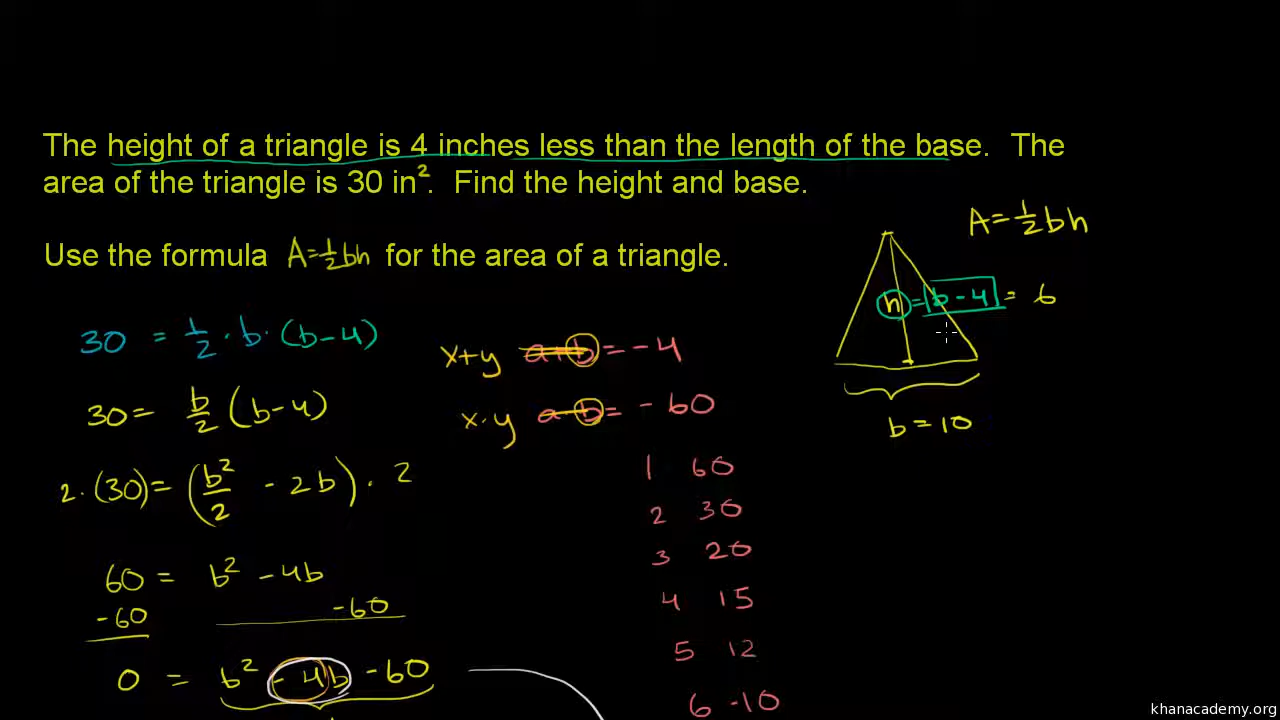 The height of a triangle is 4 inches less than the length of the base. The
area of the triangle is 30 in². Find the height and base.
Use the formula A=½bh for the area of a triangle.
A=½bh
h=b-4= 6
b=10
30 = ½·b·(b-4)
30= b/2 (b-4)
2·(30)=(b²/2 - 2b)·2
60 = b² -4b
-60 -60
0 = b² -4b -60
x+y a+b=-4
x·y a·b= -60
1 60
2 30
3 20
4 15
5 12
6 -10
khanacademy.org